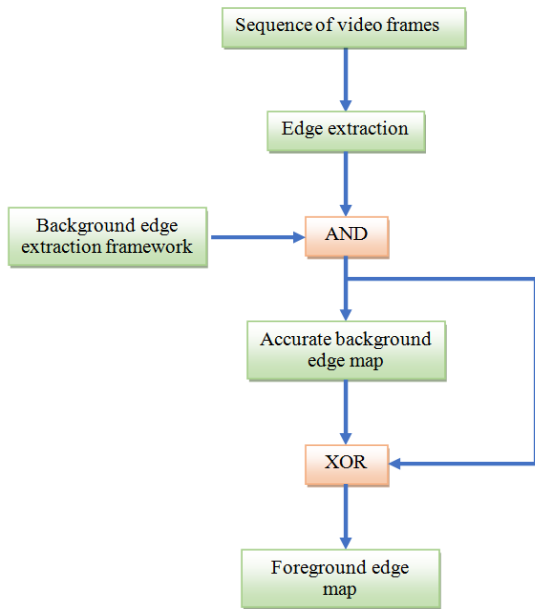 Sequence of video frames
Edge extraction
Background edge
extraction framework
AND
Accurate background
edge map
XOR
Foreground edge
map